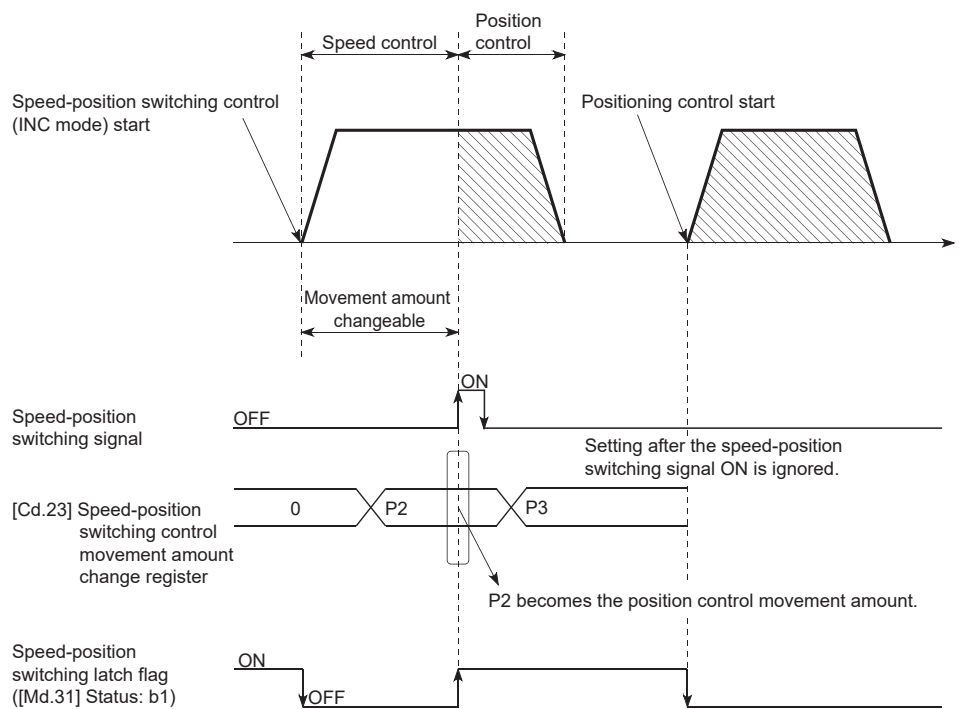 Position
control
Speed control
Speed-position switching control
(INC mode) start
Positioning control start
Movement amount
changeable
ON
Speed-position
switching signal
OFF
Setting after the speed-position
switching signal ON is ignored.
[Cd.23] Speed-position
switching control
movement amount
change register
0
P2
P3
P2 becomes the position control movement amount.
Speed-position
switching latch flag
([Md.31] Status: b1)
ON
OFF